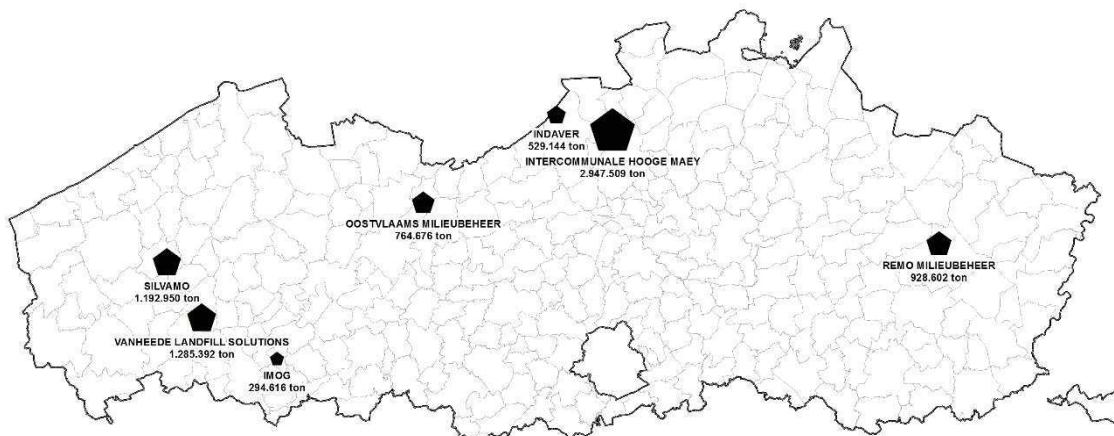 INDAVER
529.144 ton
INTERCOMMUNALE HOOGE MAEY
2.947.509 ton
OOSTVLAAMS MILIEUBEHEER
764.676 ton
REMO MILIEUBEHEER
928.602 ton
SILVAMO
1.192.950 ton
VANHEEDE LANDFILL SOLUTIONS
1.285.392 ton
IMOG
294.616 ton